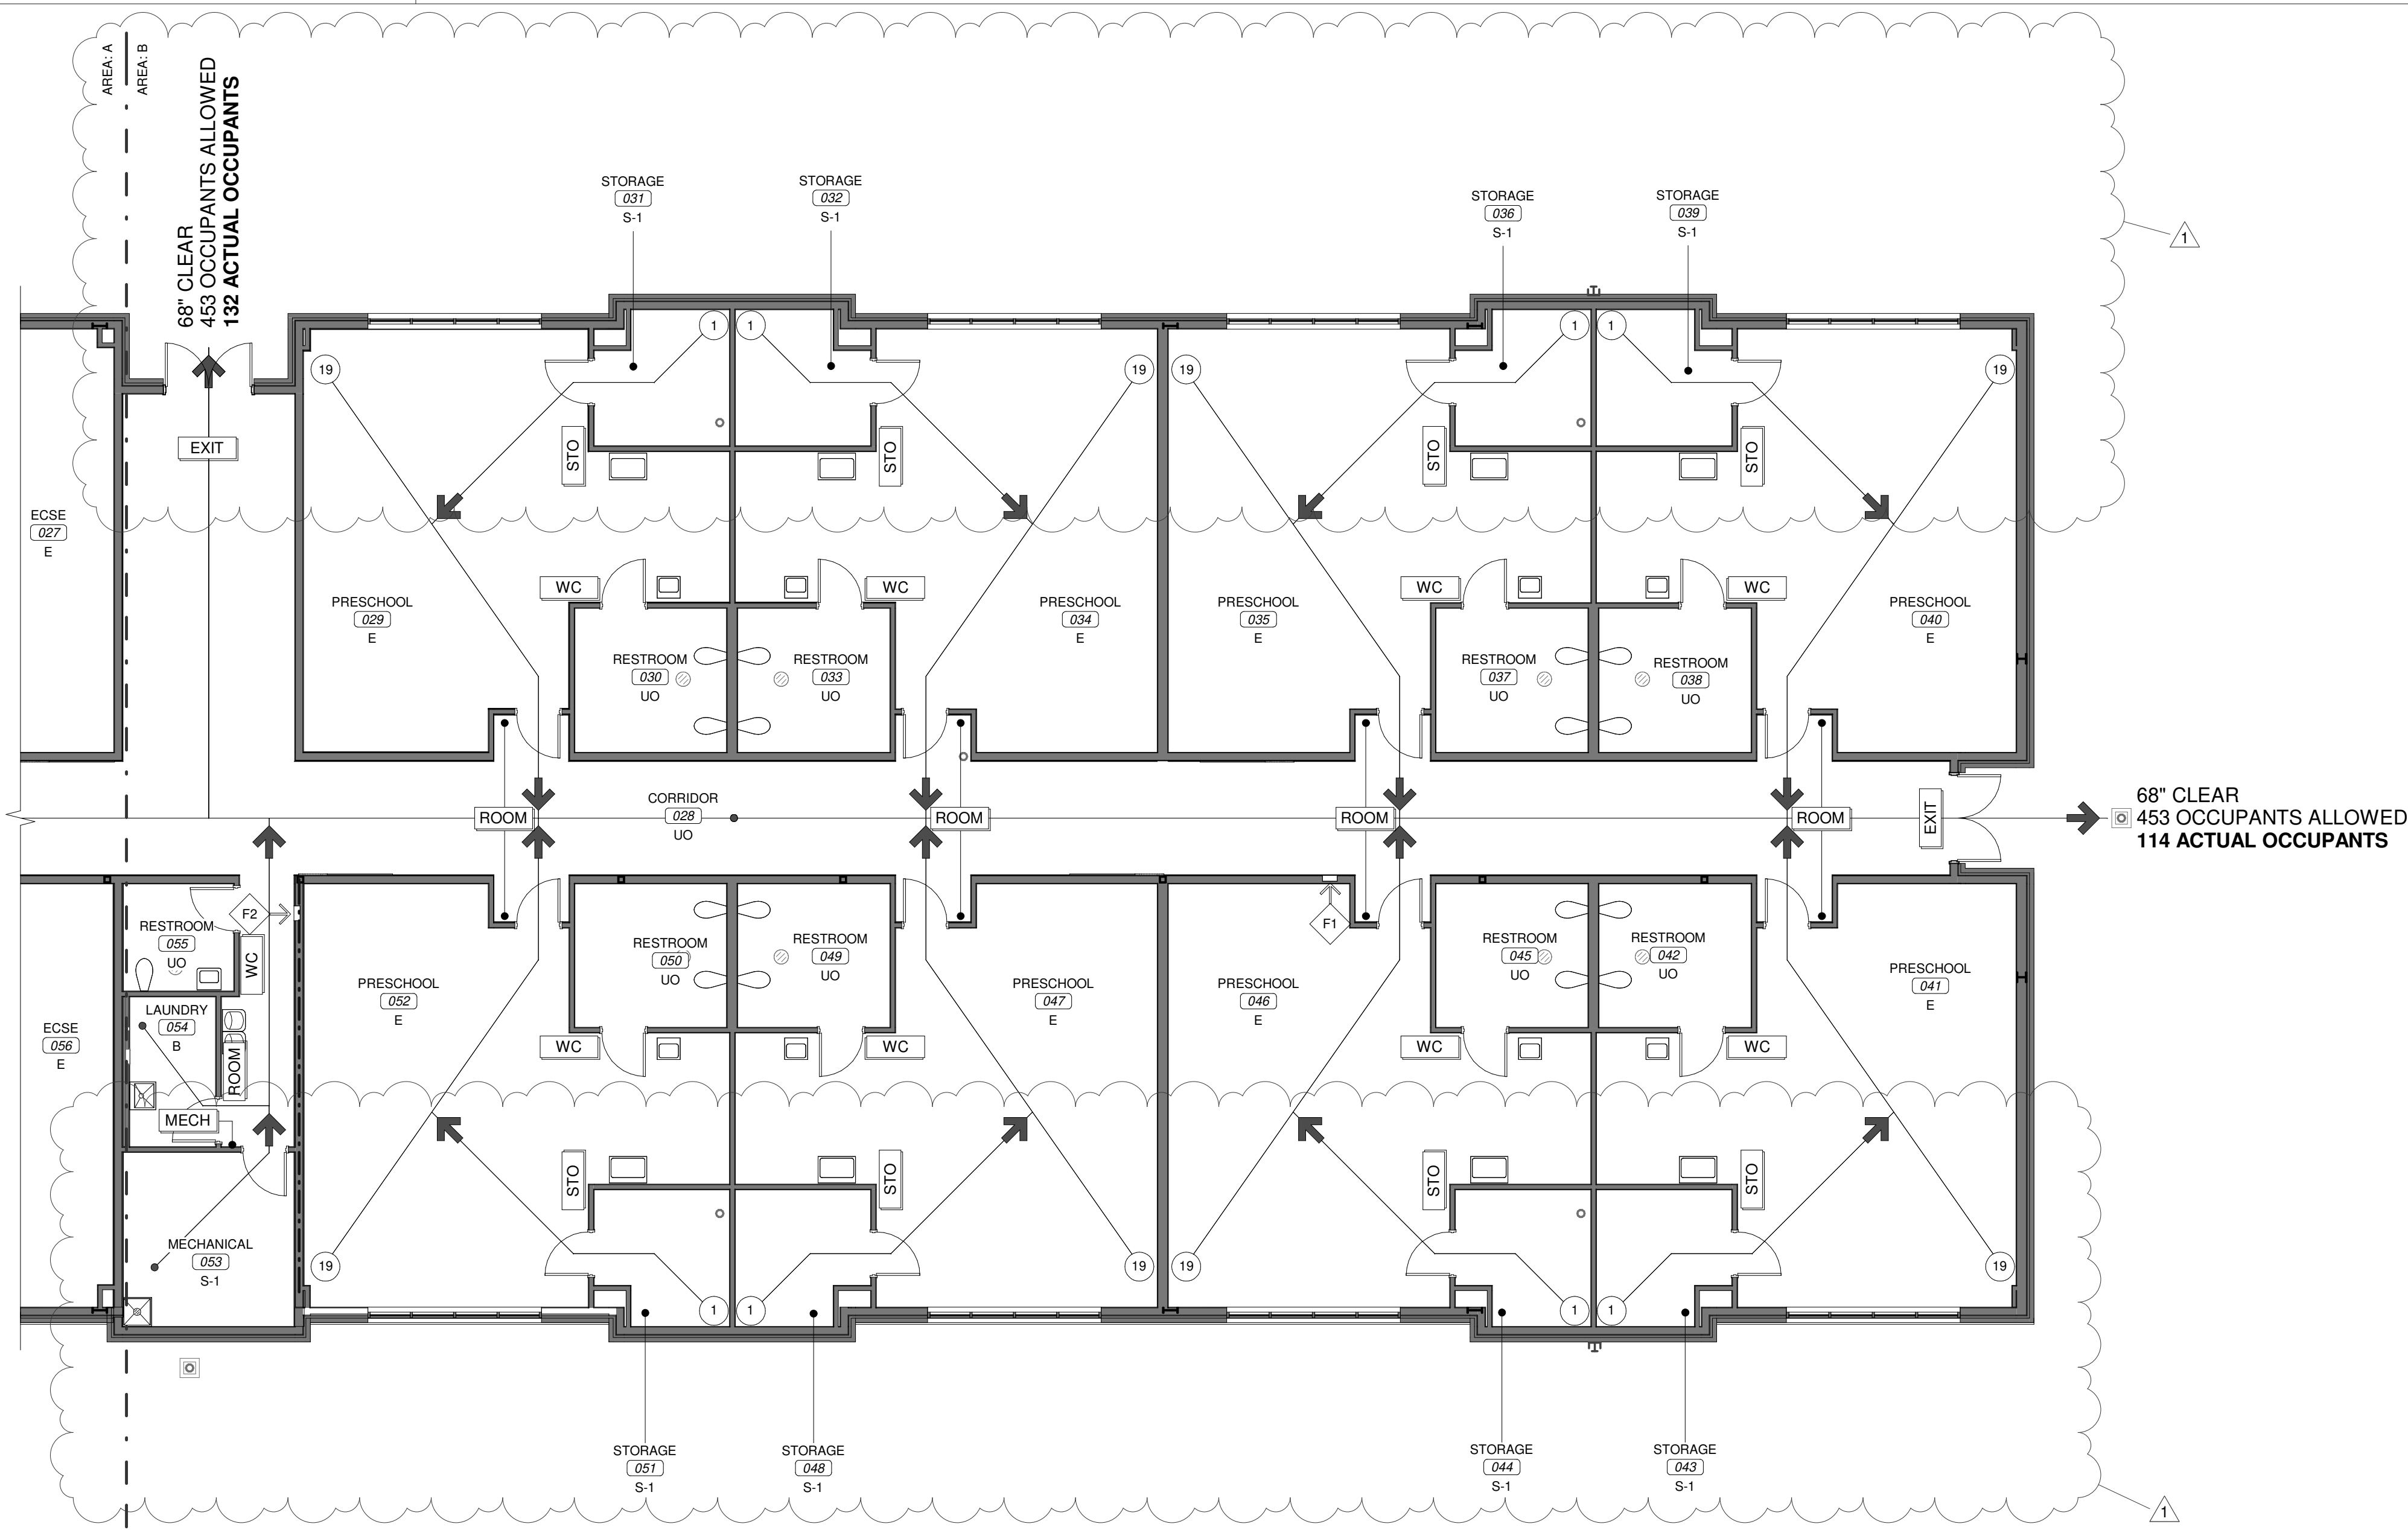 AREA: A
AREA: B
68" CLEAR
453 OCCUPANTS ALLOWED
132 ACTUAL OCCUPANTS
STORAGE
031
S-1
STORAGE
032
S-1
STORAGE
036
S-1
STORAGE
039
S-1
1
1
1
1
1
19
19
19
19
EXIT
STO
STO
STO
STO
ECSE
027
E
WC
WC
WC
WC
PRESCHOOL
029
E
PRESCHOOL
034
E
PRESCHOOL
035
E
PRESCHOOL
040
E
RESTROOM
030
UO
RESTROOM
033
UO
RESTROOM
037
UO
RESTROOM
038
UO
ROOM
CORRIDOR
028
UO
ROOM
ROOM
ROOM
EXIT
68" CLEAR
453 OCCUPANTS ALLOWED
114 ACTUAL OCCUPANTS
F2
F1
RESTROOM
055
UO
WC
RESTROOM
050
UO
RESTROOM
049
UO
RESTROOM
045
UO
RESTROOM
042
UO
PRESCHOOL
052
E
PRESCHOOL
047
E
PRESCHOOL
046
E
PRESCHOOL
041
E
LAUNDRY
054
B
ECSE
056
E
ROOM
WC
WC
WC
WC
MECH
STO
STO
STO
STO
MECHANICAL
053
S-1
19
19
19
19
1
1
1
1
STORAGE
051
S-1
STORAGE
048
S-1
STORAGE
044
S-1
STORAGE
043
S-1
1